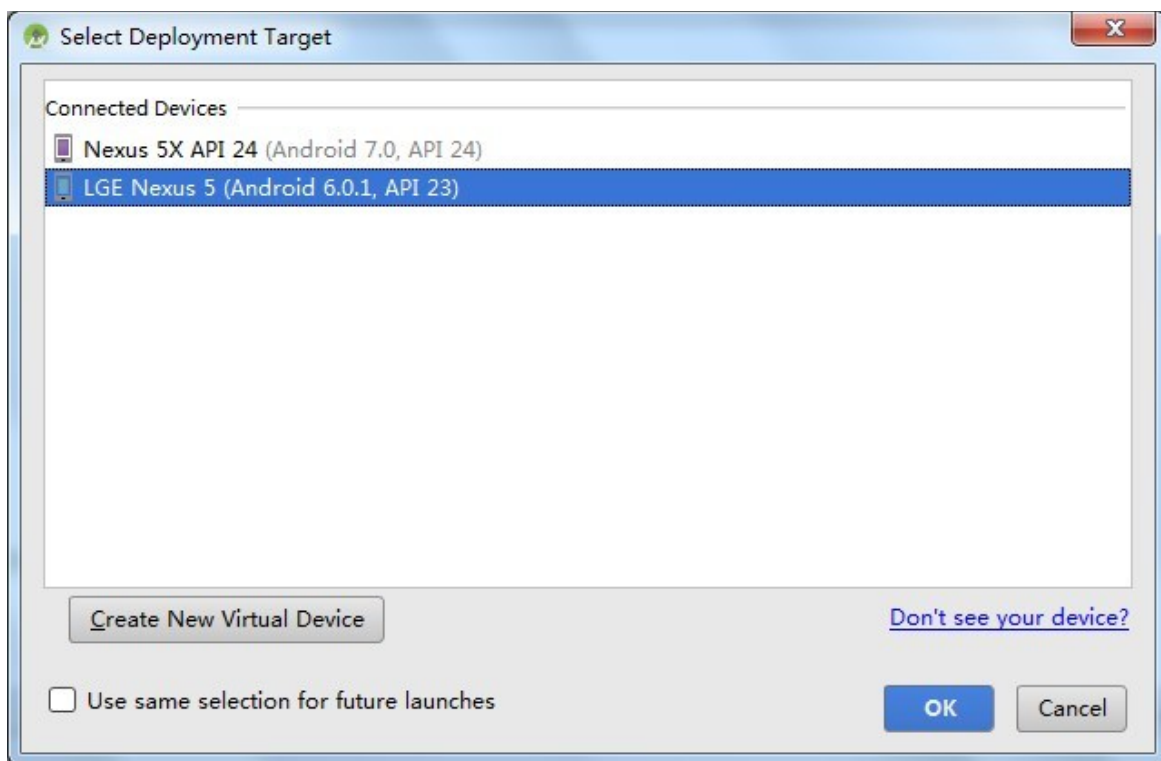 Select Deployment Target
Connected Devices
Nexus 5X API 24 (Android 7.0, API 24)
LGE Nexus 5 (Android 6.0.1, API 23)
Create New Virtual Device
Don't see your device?
Use same selection for future launches
OK
Cancel